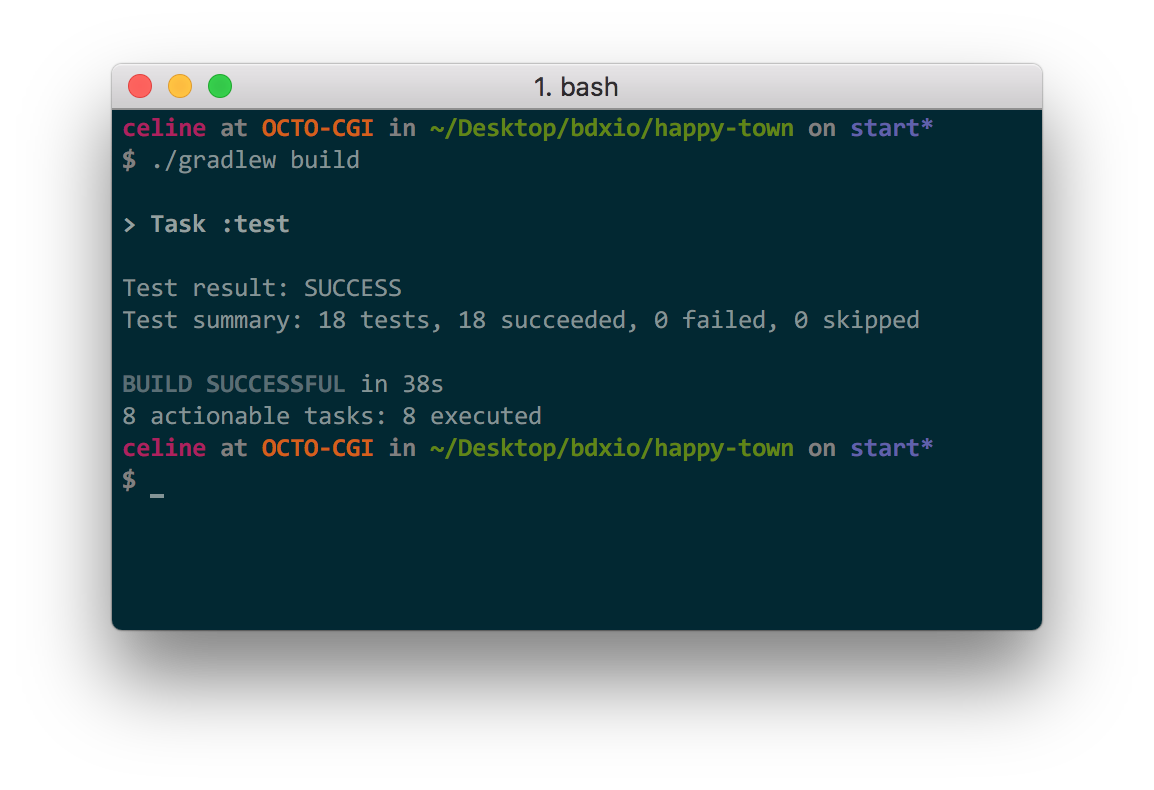 1. bash
celine at OCTO-CGI in ~/Desktop/bdxio/happy-town on start*
$ ./gradlew build
> Task :test
Test result: SUCCESS
Test summary: 18 tests, 18 succeeded, 0 failed, 0 skipped
BUILD SUCCESSFUL in 38s
8 actionable tasks: 8 executed
celine at OCTO-CGI in ~/Desktop/bdxio/happy-town on start*
$ _